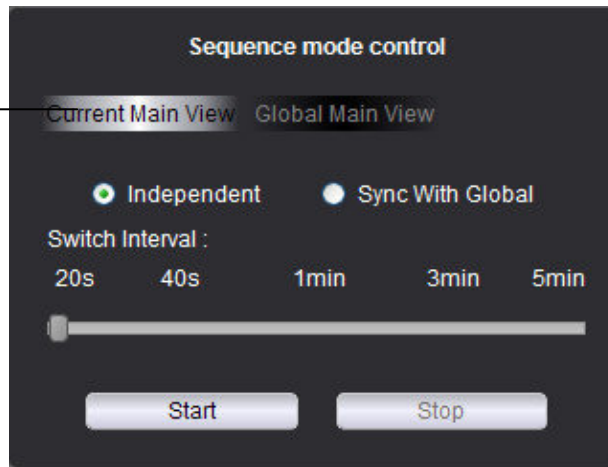 Sequence mode control
Current Main View Global Main View
Independent Sync With Global
Switch Interval :
20s 40s 1min 3min 5min
Start Stop